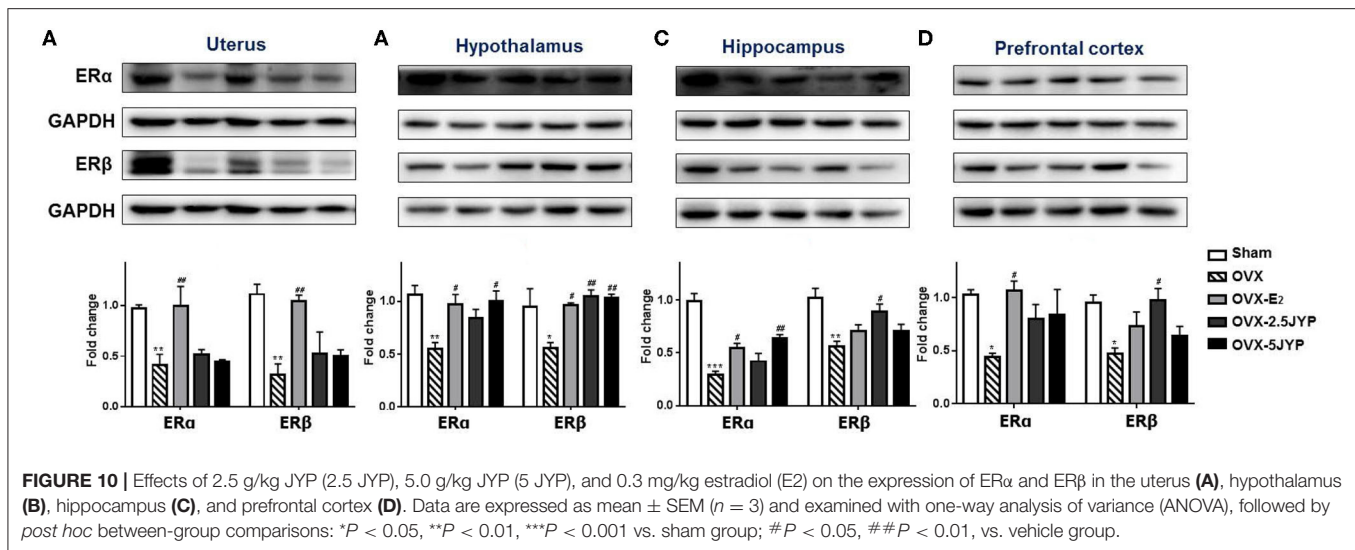 A Uterus A Hypothalamus C Hippocampus D Prefrontal cortex
ERα
GAPDH
ERβ
GAPDH
Fold change
1.0
0.5
0.0
** ## ** ##
ERα ERβ
Fold change
1.0
0.5
0.0
** # # * # ## ##
ERα ERβ
Fold change
1.0
0.5
0.0
*** # ## ** #
ERα ERβ
Fold change
1.0
0.5
0.0
* # * #
ERα ERβ
Sham
OVX
OVX-E2
OVX-2.5JYP
OVX-5JYP
FIGURE 10 | Effects of 2.5 g/kg JYP (2.5 JYP), 5.0 g/kg JYP (5 JYP), and 0.3 mg/kg estradiol (E2) on the expression of ERα and ERβ in the uterus (A), hypothalamus
(B), hippocampus (C), and prefrontal cortex (D). Data are expressed as mean ± SEM (n = 3) and examined with one-way analysis of variance (ANOVA), followed by
post hoc between-group comparisons: *P < 0.05, **P < 0.01, ***P < 0.001 vs. sham group; #P < 0.05, ##P < 0.01, vs. vehicle group.